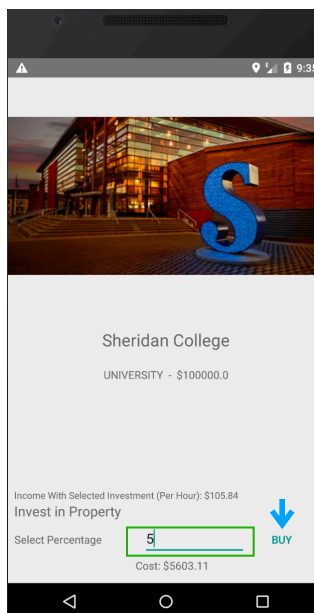 9:35
S
Sheridan College
UNIVERSITY - $100000.0
Income With Selected Investment (Per Hour): $105.84
Invest in Property
Select Percentage
5
BUY
Cost: $5603.11